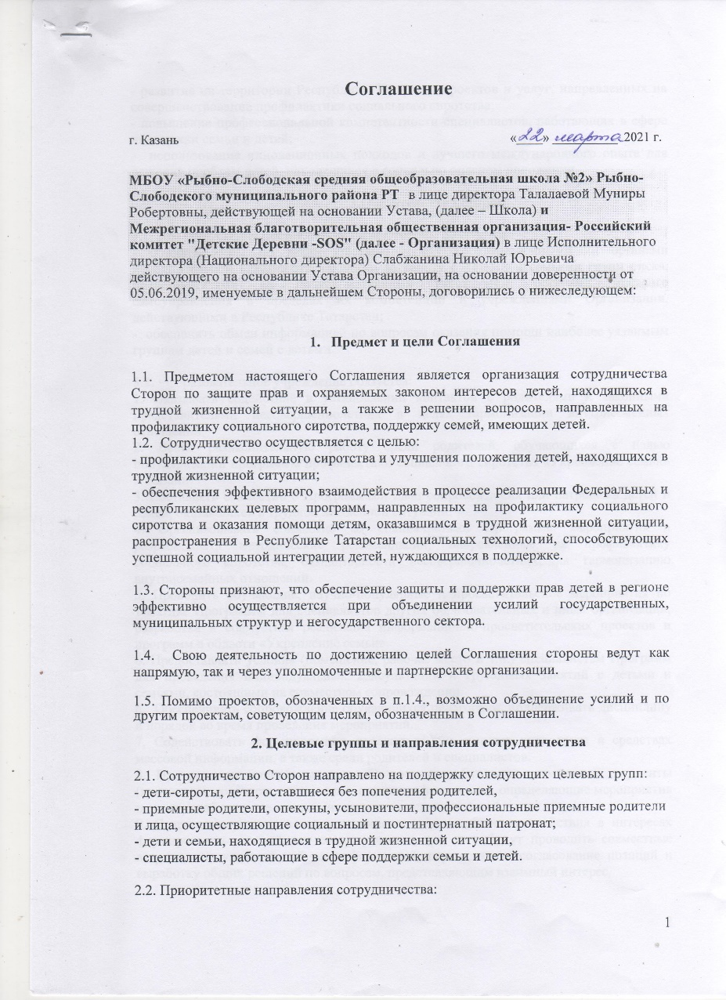 Соглашение
г. Казань «22» марта 2021 г.
МБОУ «Рыбно-Слободская средняя общеобразовательная школа №2» Рыбно-
Слободского муниципального района РТ в лице директора Талалаевой Муниры
Робертовны, действующей на основании Устава, (далее – Школа) и
Межрегиональная благотворительная общественная организация- Российский
комитет "Детские Деревни -SOS" (далее - Организация) в лице Исполнительного
директора (Национального директора) Слабжанина Николай Юрьевича
действующего на основании Устава Организации, на основании доверенности от
05.06.2019, именуемые в дальнейшем Стороны, договорились о нижеследующем:
1. Предмет и цели Соглашения
1.1. Предметом настоящего Соглашения является организация сотрудничества
Сторон по защите прав и охраняемых законом интересов детей, находящихся в
трудной жизненной ситуации, а также в решении вопросов, направленных на
профилактику социального сиротства, поддержку семей, имеющих детей.
1.2. Сотрудничество осуществляется с целью:
- профилактики социального сиротства и улучшения положения детей, находящихся в
трудной жизненной ситуации;
- обеспечения эффективного взаимодействия в процессе реализации Федеральных и
республиканских целевых программ, направленных на профилактику социального
сиротства и оказания помощи детям, оказавшимся в трудной жизненной ситуации,
распространения в Республике Татарстан социальных технологий, способствующих
успешной социальной интеграции детей, нуждающихся в поддержке.
1.3. Стороны признают, что обеспечение защиты и поддержки прав детей в регионе
эффективно осуществляется при объединении усилий государственных,
муниципальных структур и негосударственного сектора.
1.4. Свою деятельность по достижению целей Соглашения стороны ведут как
напрямую, так и через уполномоченные и партнерские организации.
1.5. Помимо проектов, обозначенных в п.1.4., возможно объединение усилий и по
другим проектам, советующим целям, обозначенным в Соглашении.
2. Целевые группы и направления сотрудничества
2.1. Сотрудничество Сторон направлено на поддержку следующих целевых групп:
- дети-сироты, дети, оставшиеся без попечения родителей,
- приемные родители, опекуны, усыновители, профессиональные приемные родители
и лица, осуществляющие социальный и постинтернатный патронат;
- дети и семьи, находящиеся в трудной жизненной ситуации,
- специалисты, работающие в сфере поддержки семьи и детей.
2.2. Приоритетные направления сотрудничества:
1